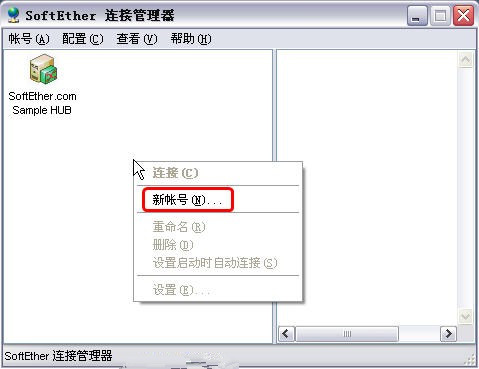 SoftEther 连接管理器
帐号(A) 配置(C) 查看(V) 帮助(H)
SoftEther.com
Sample HUB
连接(C)
新帐号(N)...
重命名(R)
删除(D)
设置启动时自动连接(S)
设置(E)...
SoftEther 连接管理器